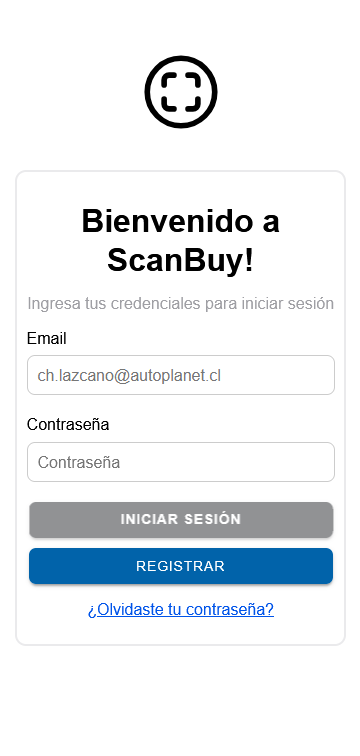 Bienvenido a
ScanBuy!
Ingresa tus credenciales para iniciar sesión
Email
ch.lazcano@autoplanet.cl
Contraseña
Contraseña
INICIAR SESIÓN
REGISTRAR
¿Olvidaste tu contraseña?